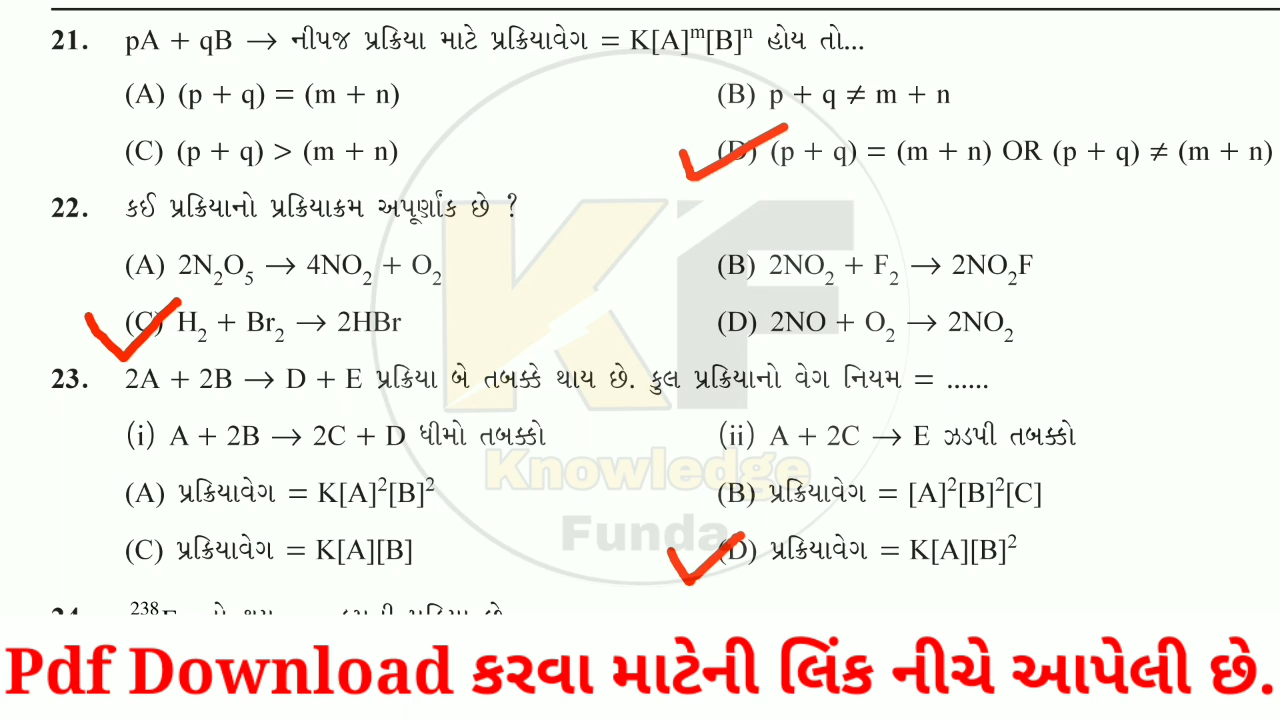 21. pA + qB → નીપજ પ્રક્રિયા માટે પ્રક્રિયાવેગ = K[A]ᵐ[B]ⁿ હોય તો...
(A) (p + q) = (m + n) (B) p + q ≠ m + n
(C) (p + q) > (m + n) (D) (p + q) = (m + n) OR (p + q) ≠ (m + n)
22. કઈ પ્રક્રિયાનો પ્રક્રિયાક્રમ અપૂર્ણાંક છે ?
(A) 2N₂O₅ → 4NO₂ + O₂ (B) 2NO₂ + F₂ → 2NO₂F
(C) H₂ + Br₂ → 2HBr (D) 2NO + O₂ → 2NO₂
23. 2A + 2B → D + E પ્રક્રિયા બે તબક્કે થાય છે. કુલ પ્રક્રિયાનો વેગ નિયમ = ......
(i) A + 2B → 2C + D ધીમો તબક્કો (ii) A + 2C → E ઝડપી તબક્કો
(A) પ્રક્રિયાવેગ = K[A]²[B]² (B) પ્રક્રિયાવેગ = [A]²[B]²[C]
(C) પ્રક્રિયાવેગ = K[A][B] (D) પ્રક્રિયાવેગ = K[A][B]²
KF
Knowledge
Funda
238
Pdf Download કરવા માટેની લિંક નીચે આપેલી છે.